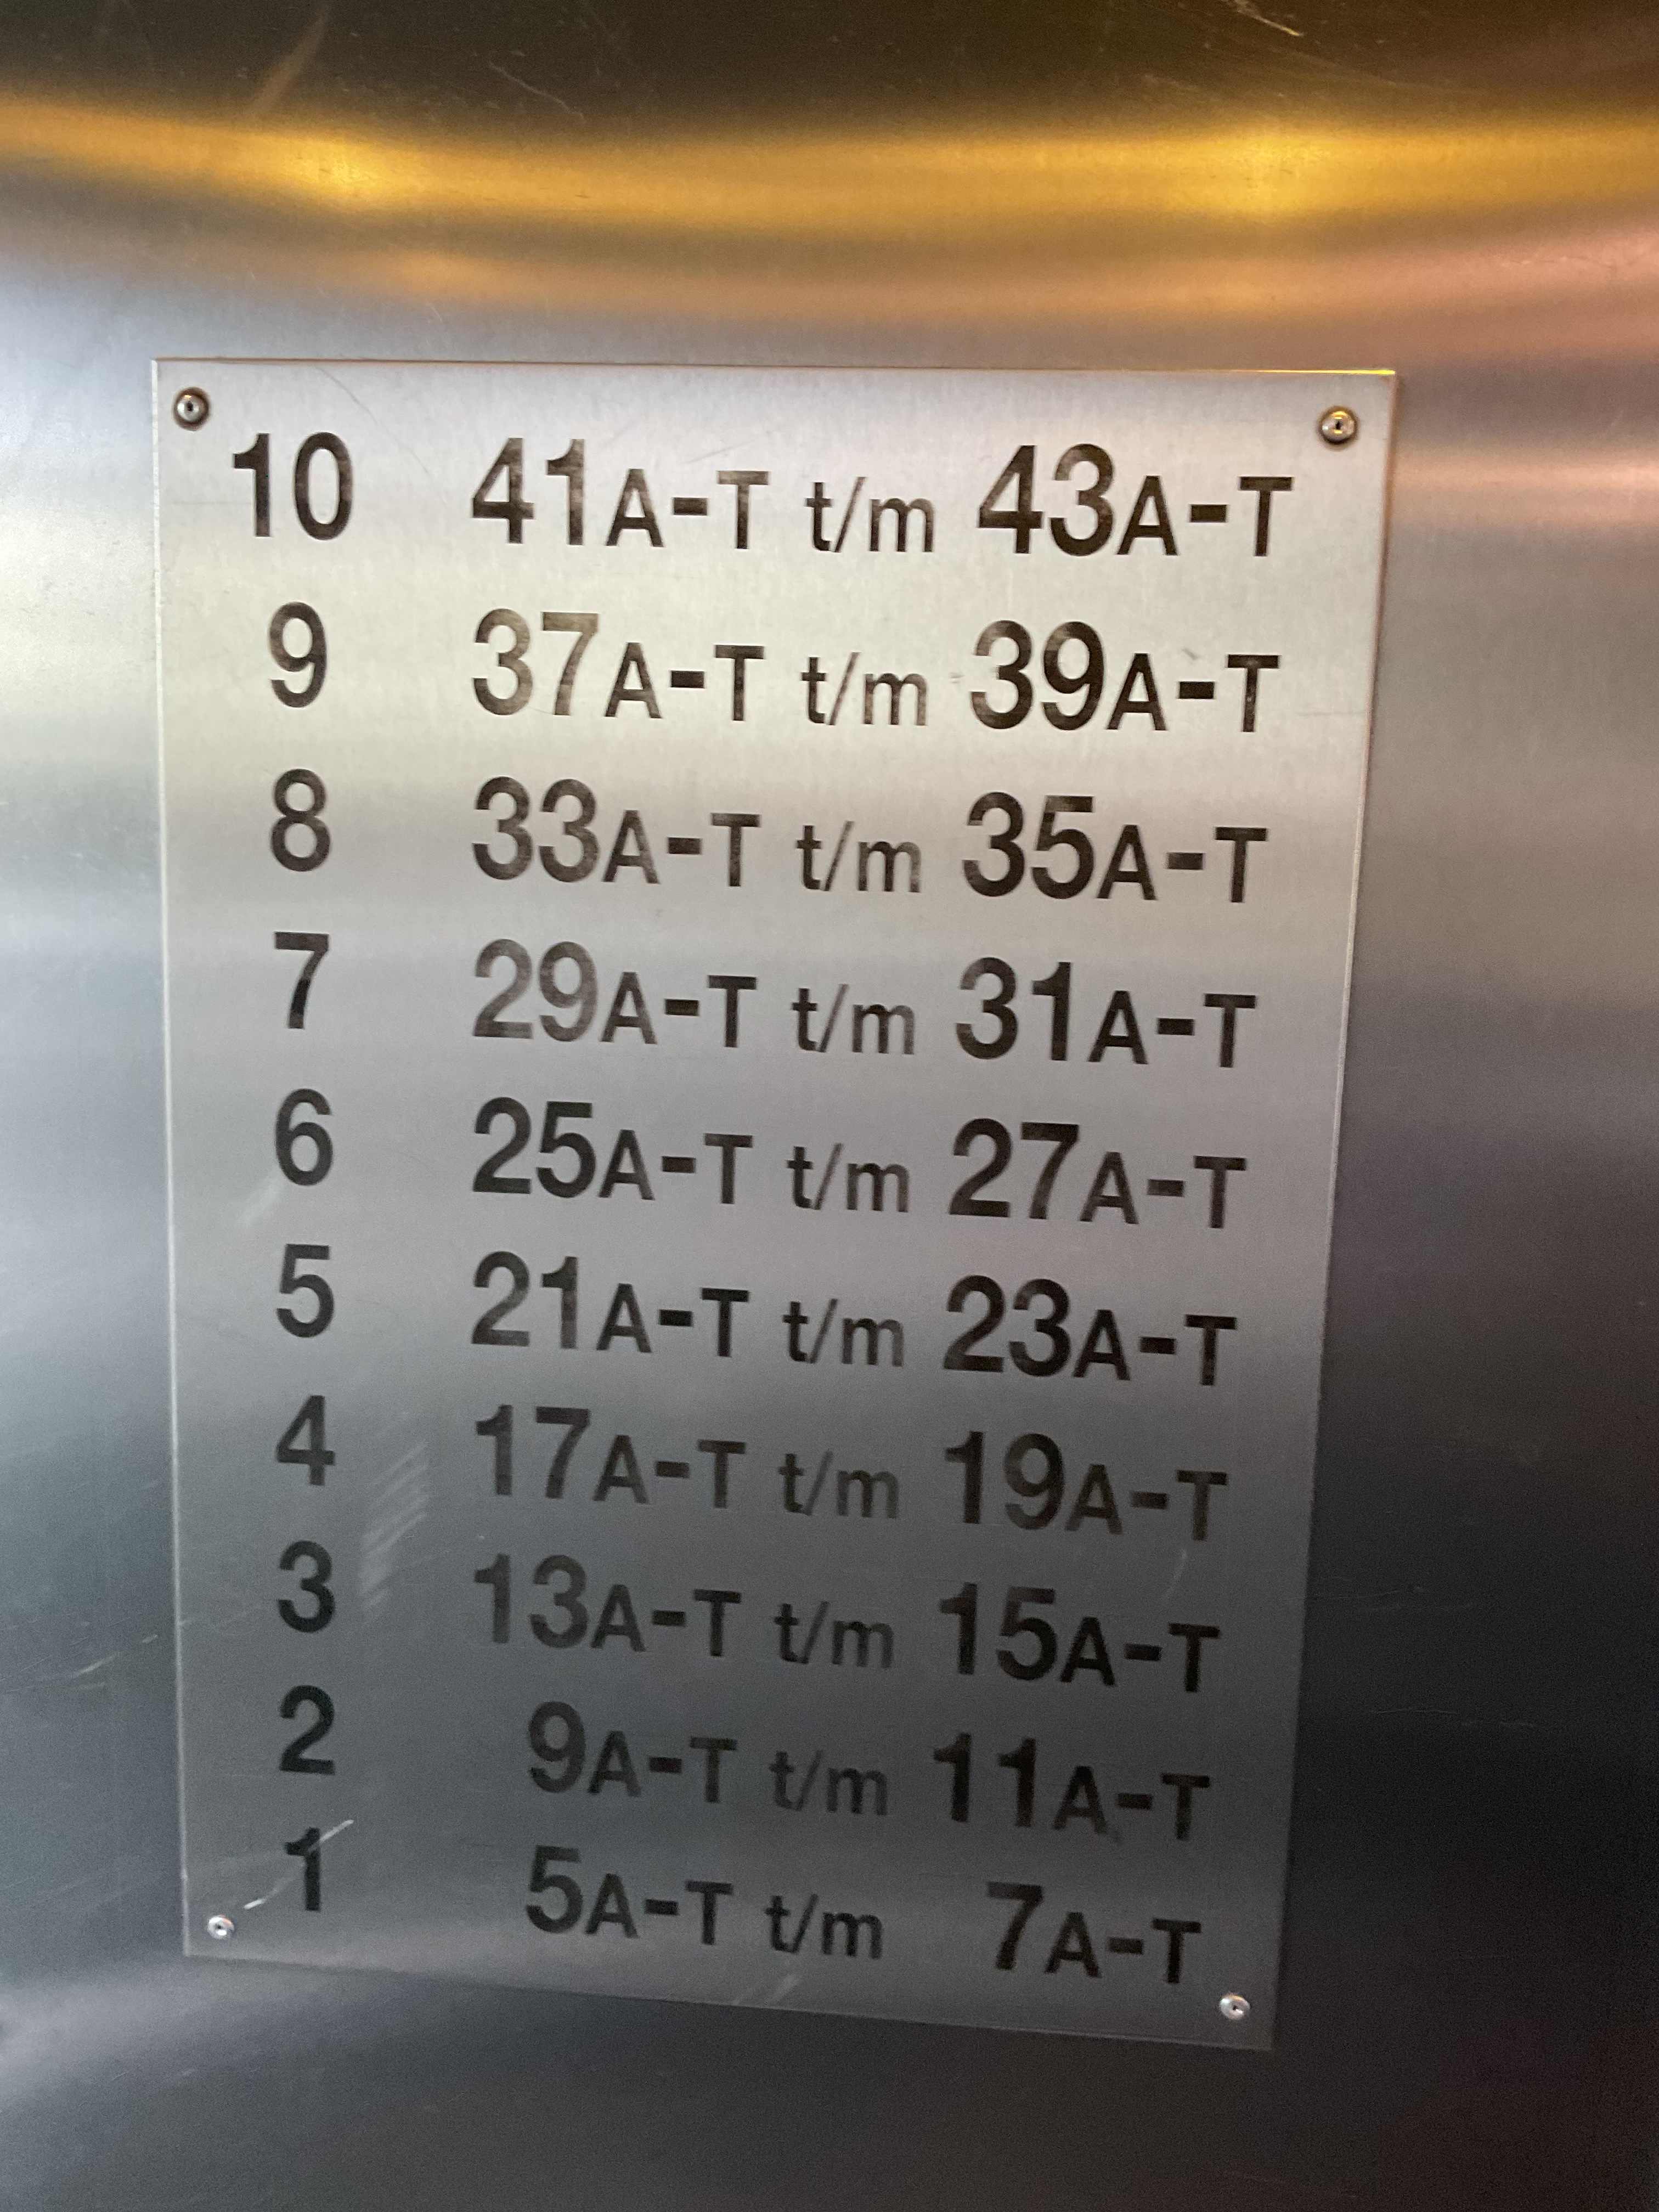 10 41A-T t/m 43A-T
9 37A-T t/m 39A-T
8 33A-T t/m 35A-T
7 29A-T t/m 31A-T
6 25A-T t/m 27A-T
5 21A-T t/m 23A-T
4 17A-T t/m 19A-T
3 13A-T t/m 15A-T
2 9A-T t/m 11A-T
1 5A-T t/m 7A-T